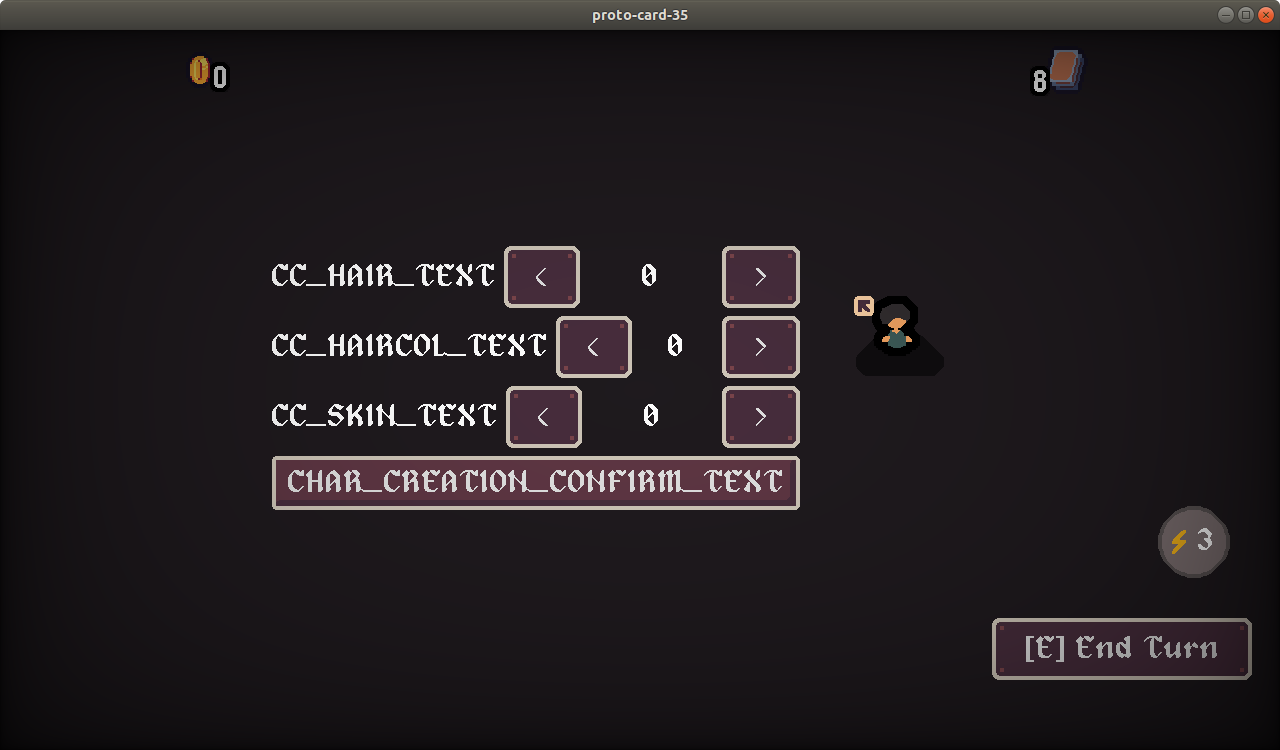 proto-card-35
0
8
CC_HAIR_TEXT < 0 >
CC_HAIRCOL_TEXT < 0 >
CC_SKIN_TEXT < 0 >
CHAR_CREATION_CONFIRM_TEXT
3
[E] End Turn